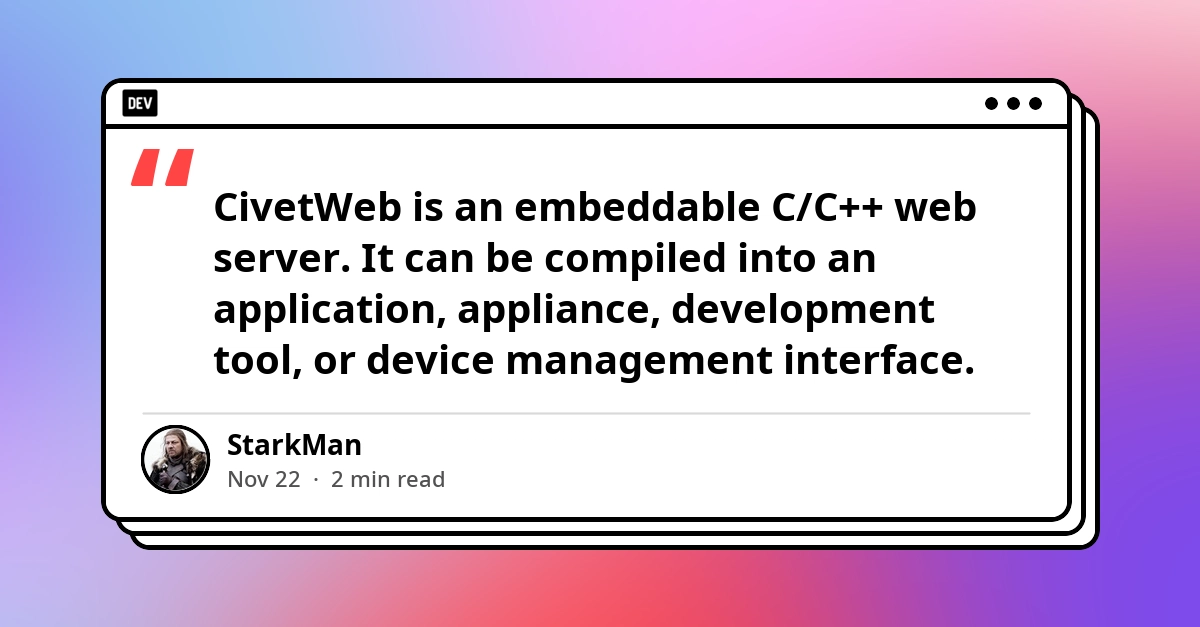 DEV
CivetWeb is an embeddable C/C++ web
server. It can be compiled into an
application, appliance, development
tool, or device management interface.
StarkMan
Nov 22 · 2 min read